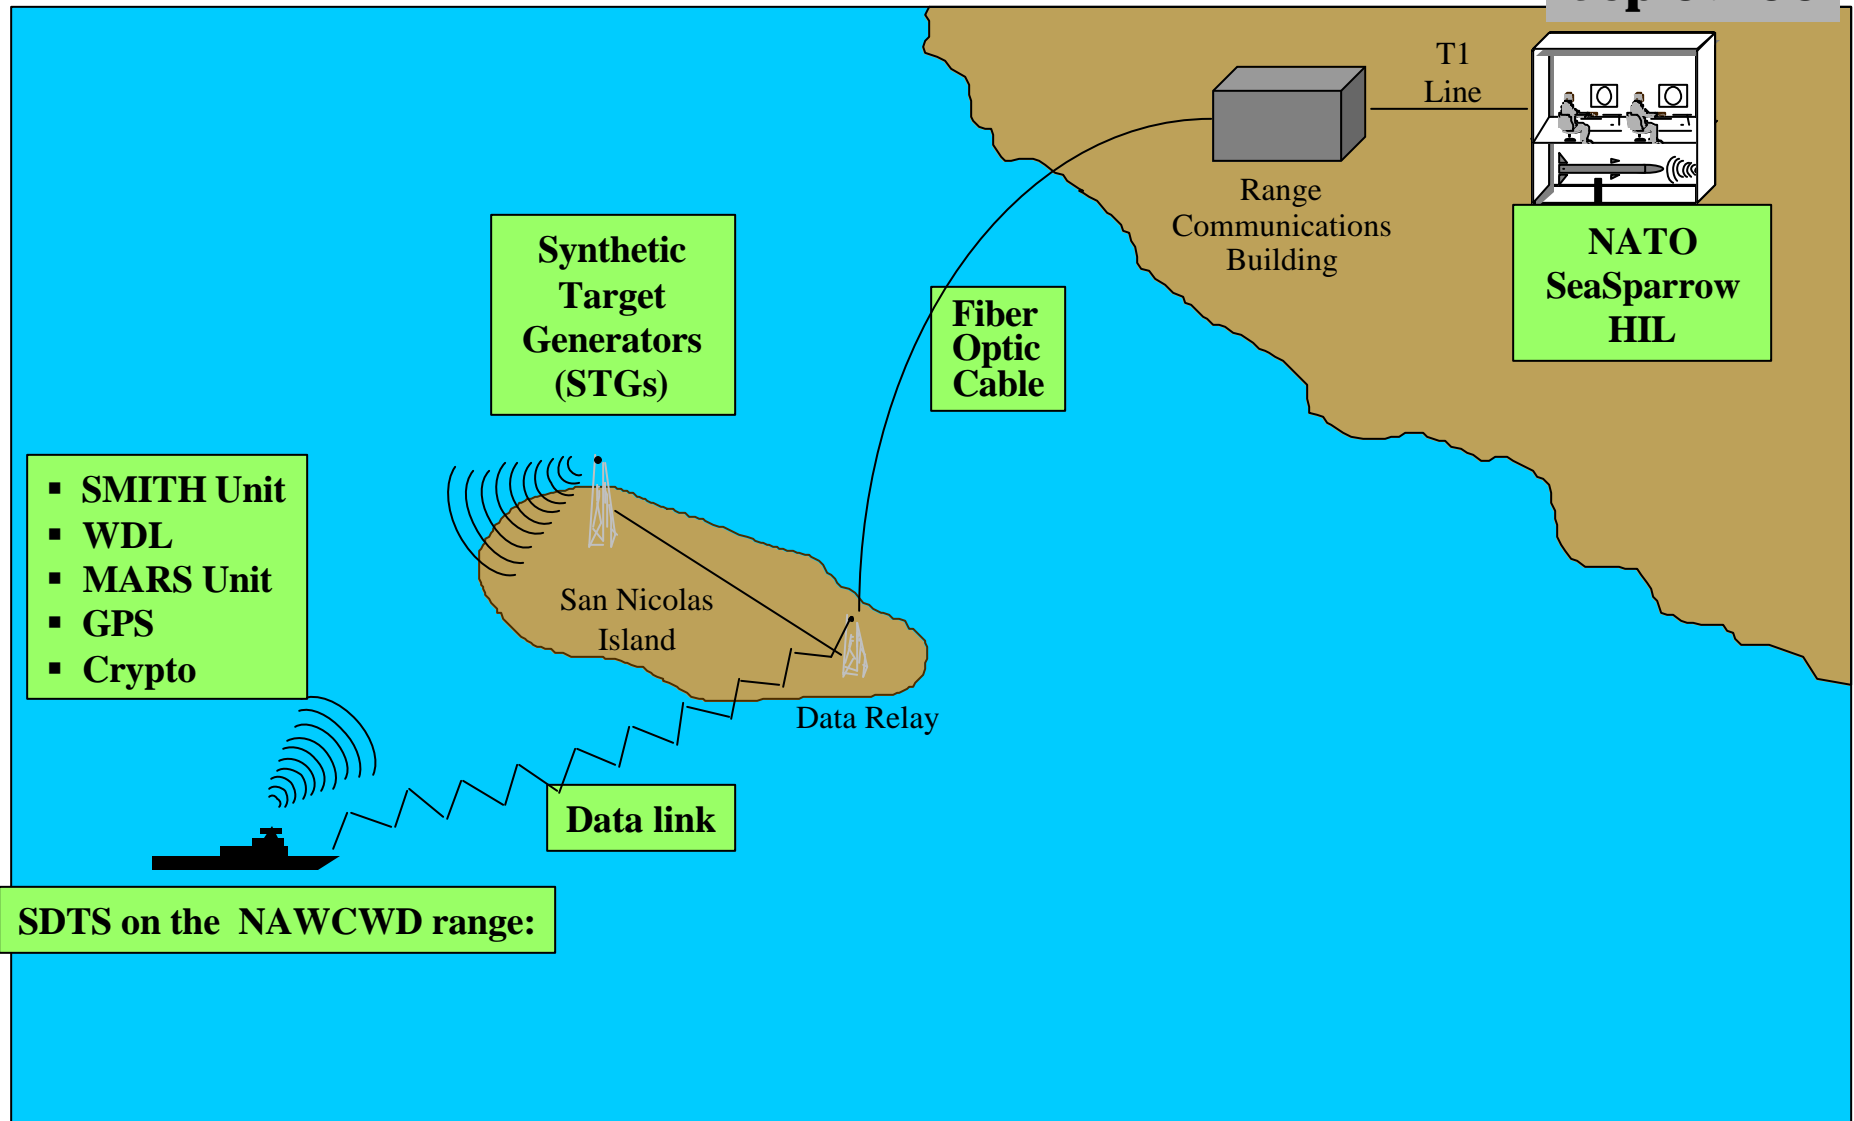 T1
Line
Range
Communications
Building
NATO
SeaSparrow
HIL
Synthetic
Target
Generators
(STGs)
Fiber
Optic
Cable
▪ SMITH Unit
▪ WDL
▪ MARS Unit
▪ GPS
▪ Crypto
San Nicolas
Island
Data Relay
Data link
SDTS on the NAWCWD range: